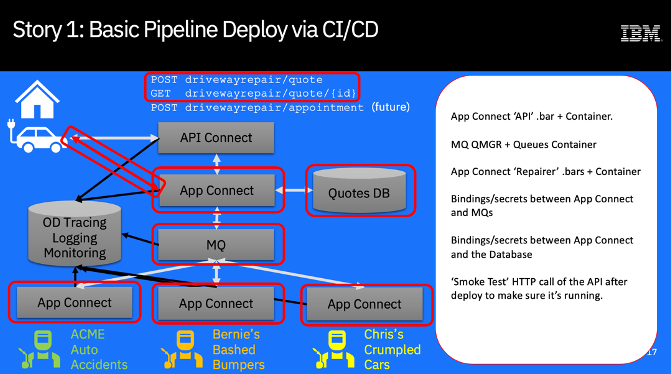 Story 1: Basic Pipeline Deploy via CI/CD
IBM
POST drivewayrepair/quote
GET drivewayrepair/quote/{id}
POST drivewayrepair/appointment (future)
API Connect
App Connect
Quotes DB
OD Tracing
Logging
Monitoring
MQ
App Connect
App Connect
App Connect
ACME
Auto
Accidents
Bernie's
Bashed
Bumpers
Chris's
Crumpled
Cars
App Connect 'API' .bar + Container.
MQ QMGR + Queues Container
App Connect 'Repairer' .bars + Container
Bindings/secrets between App Connect
and MQs
Bindings/secrets between App Connect
and the Database
'Smoke Test' HTTP call of the API after
deploy to make sure it's running.
17